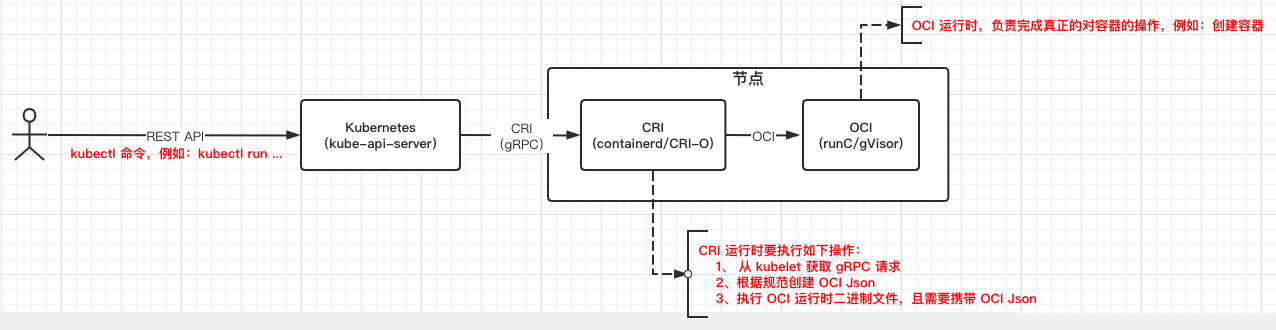 OCI 运行时，负责完成真正的对容器的操作，例如：创建容器
节点
REST API
kubectl 命令，例如：kubectl run ...
Kubernetes
(kube-api-server)
CRI
(gRPC)
CRI
(containerd/CRI-O)
OCI
OCI
(runC/gVisor)
CRI 运行时要执行如下操作：
1、 从 kubelet 获取 gRPC 请求
2、根据规范创建 OCI Json
3、执行 OCI 运行时二进制文件，且需要携带 OCI Json